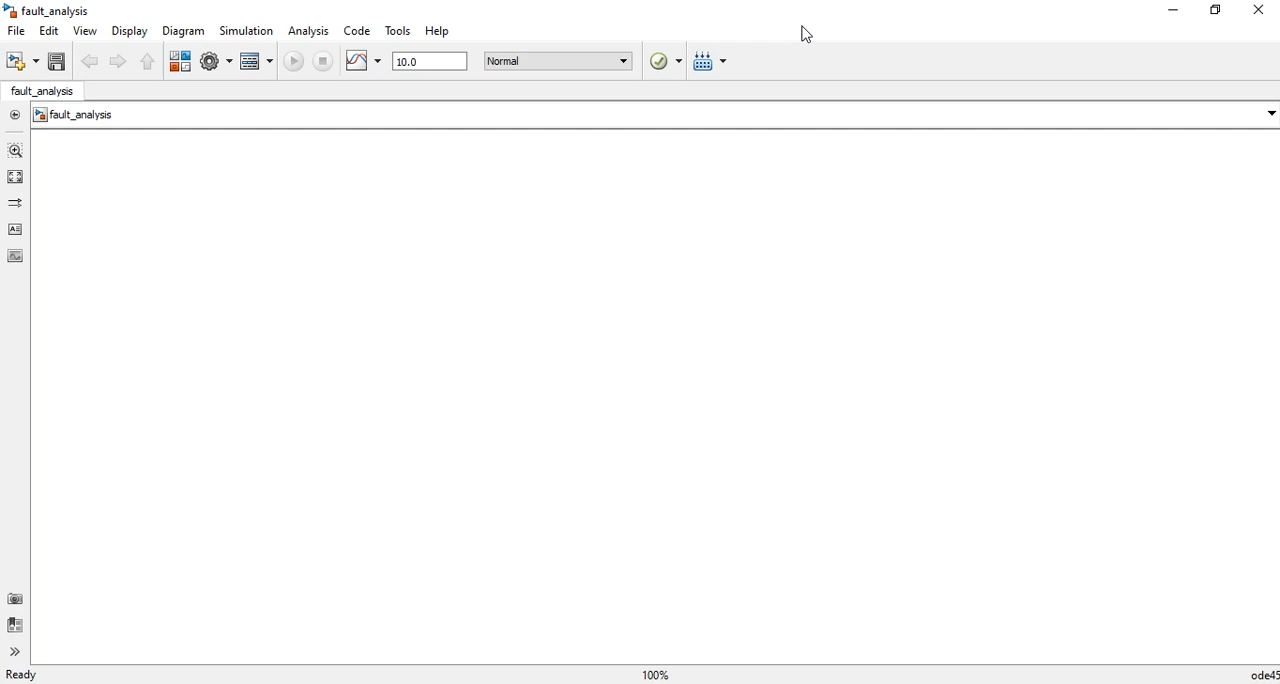 fault_analysis
File Edit View Display Diagram Simulation Analysis Code Tools Help
10.0 Normal
fault_analysis
fault_analysis
Ready 100% ode45